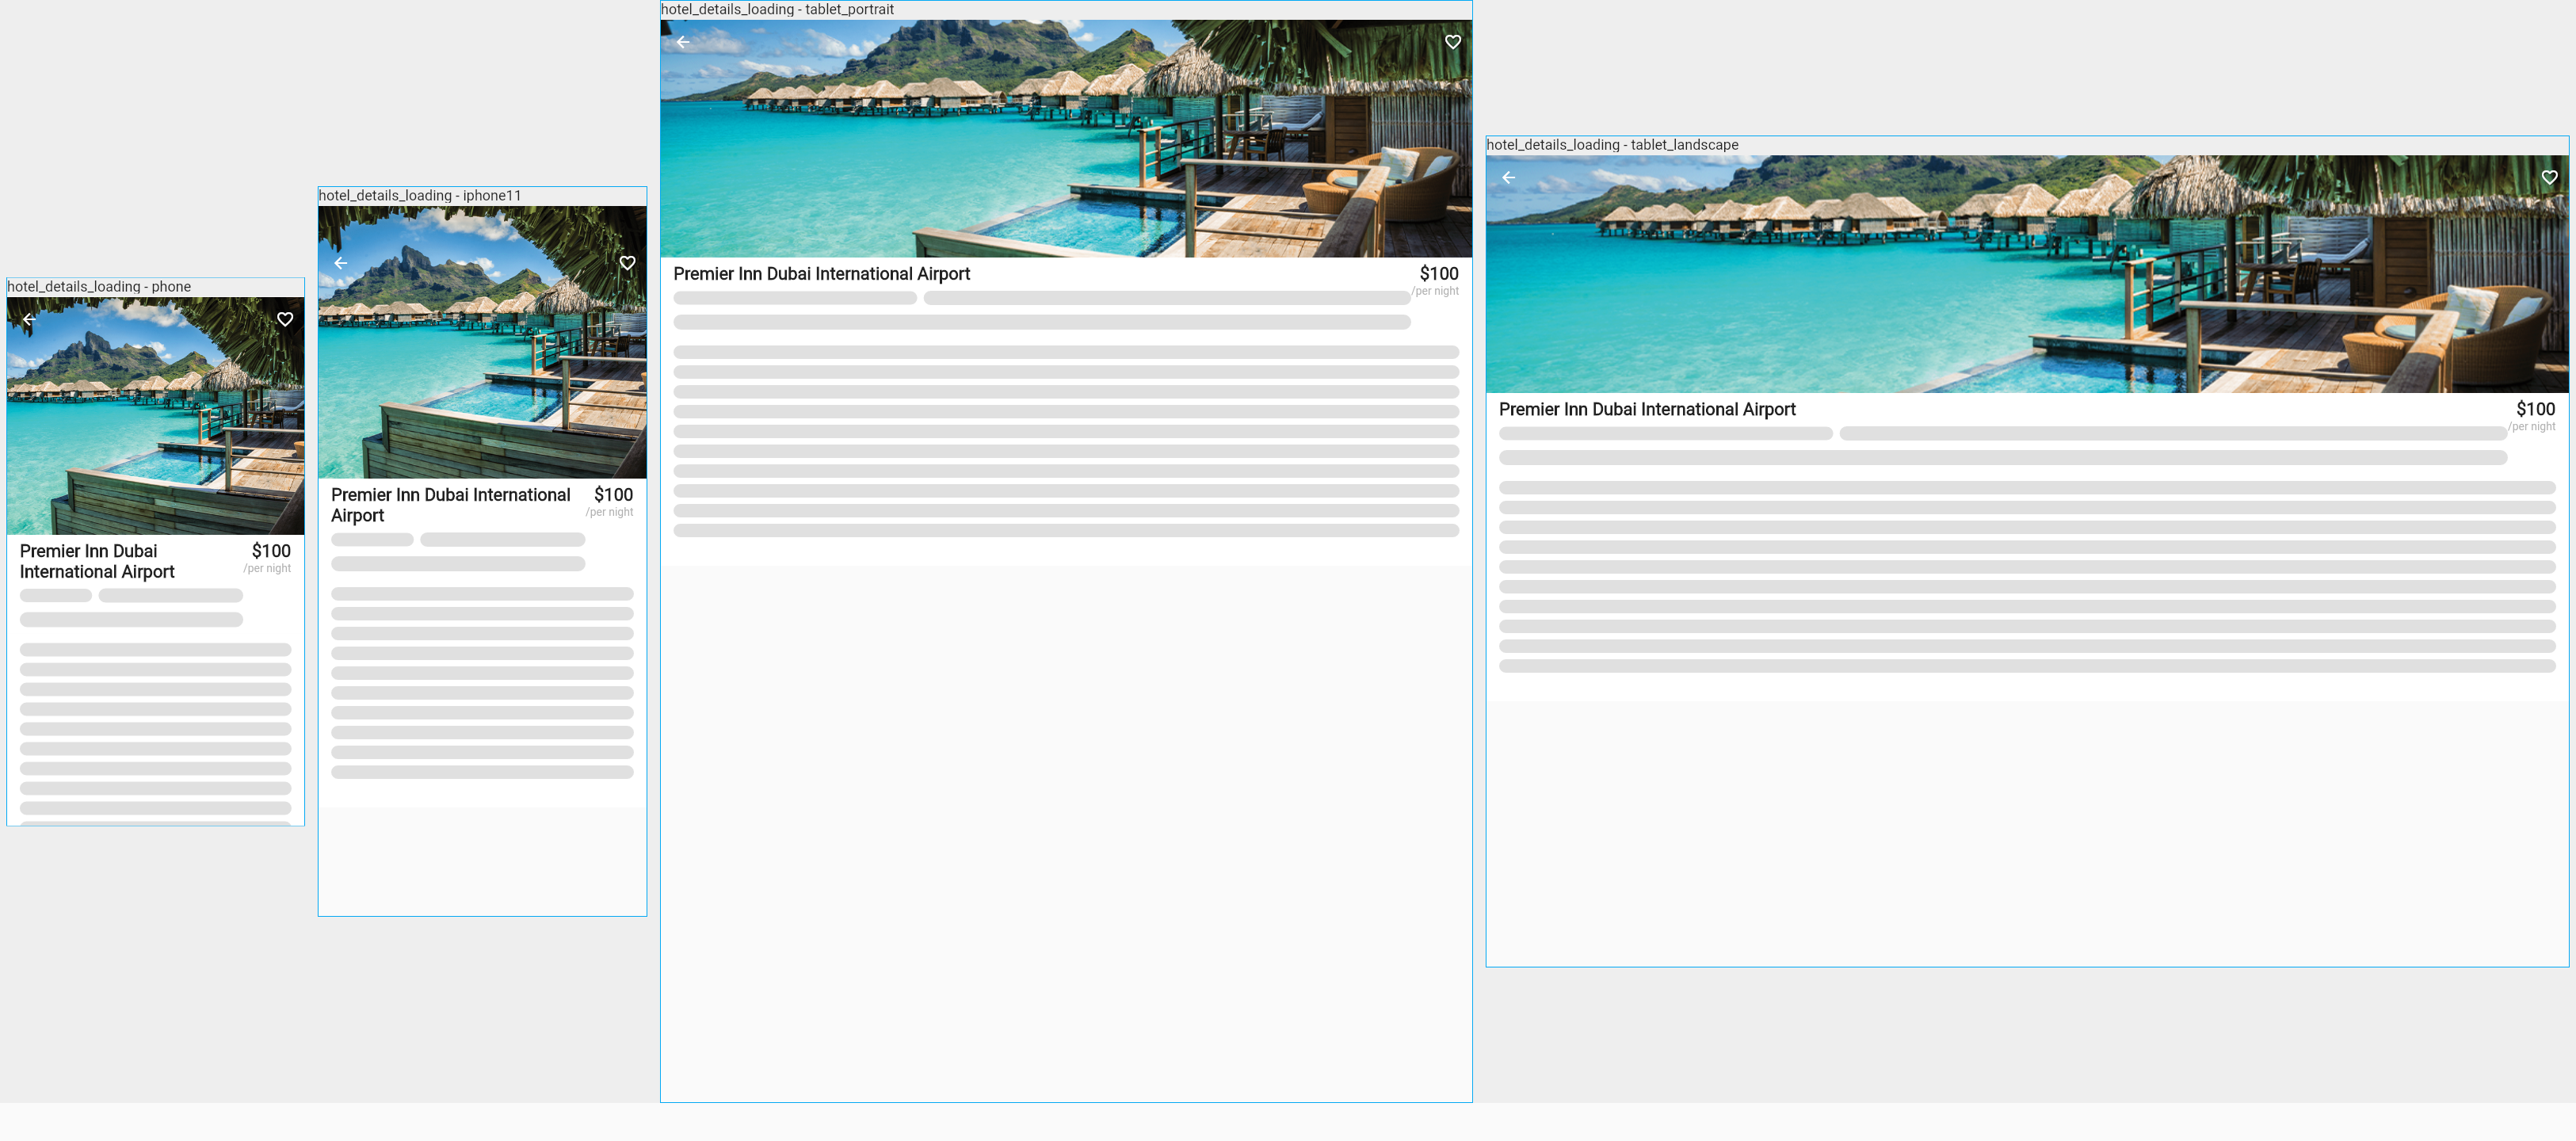 hotel_details_loading - phone
Premier Inn Dubai
International Airport
$100
/per night
hotel_details_loading - iphone11
Premier Inn Dubai International
Airport
$100
/per night
hotel_details_loading - tablet_portrait
Premier Inn Dubai International Airport
$100
/per night
hotel_details_loading - tablet_landscape
Premier Inn Dubai International Airport
$100
/per night